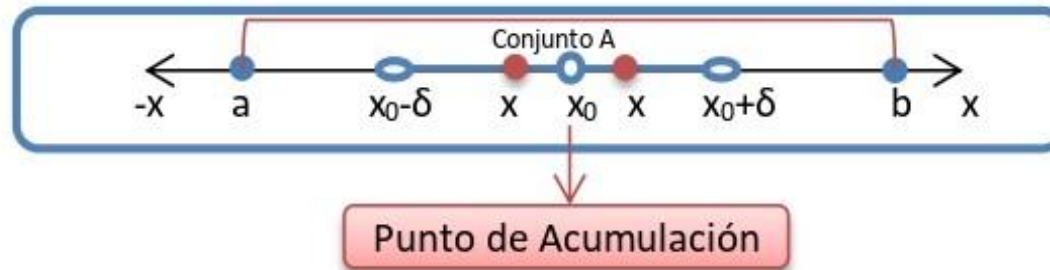 Conjunto A
-x a x₀-δ x x₀ x x₀+δ b x
Punto de Acumulación